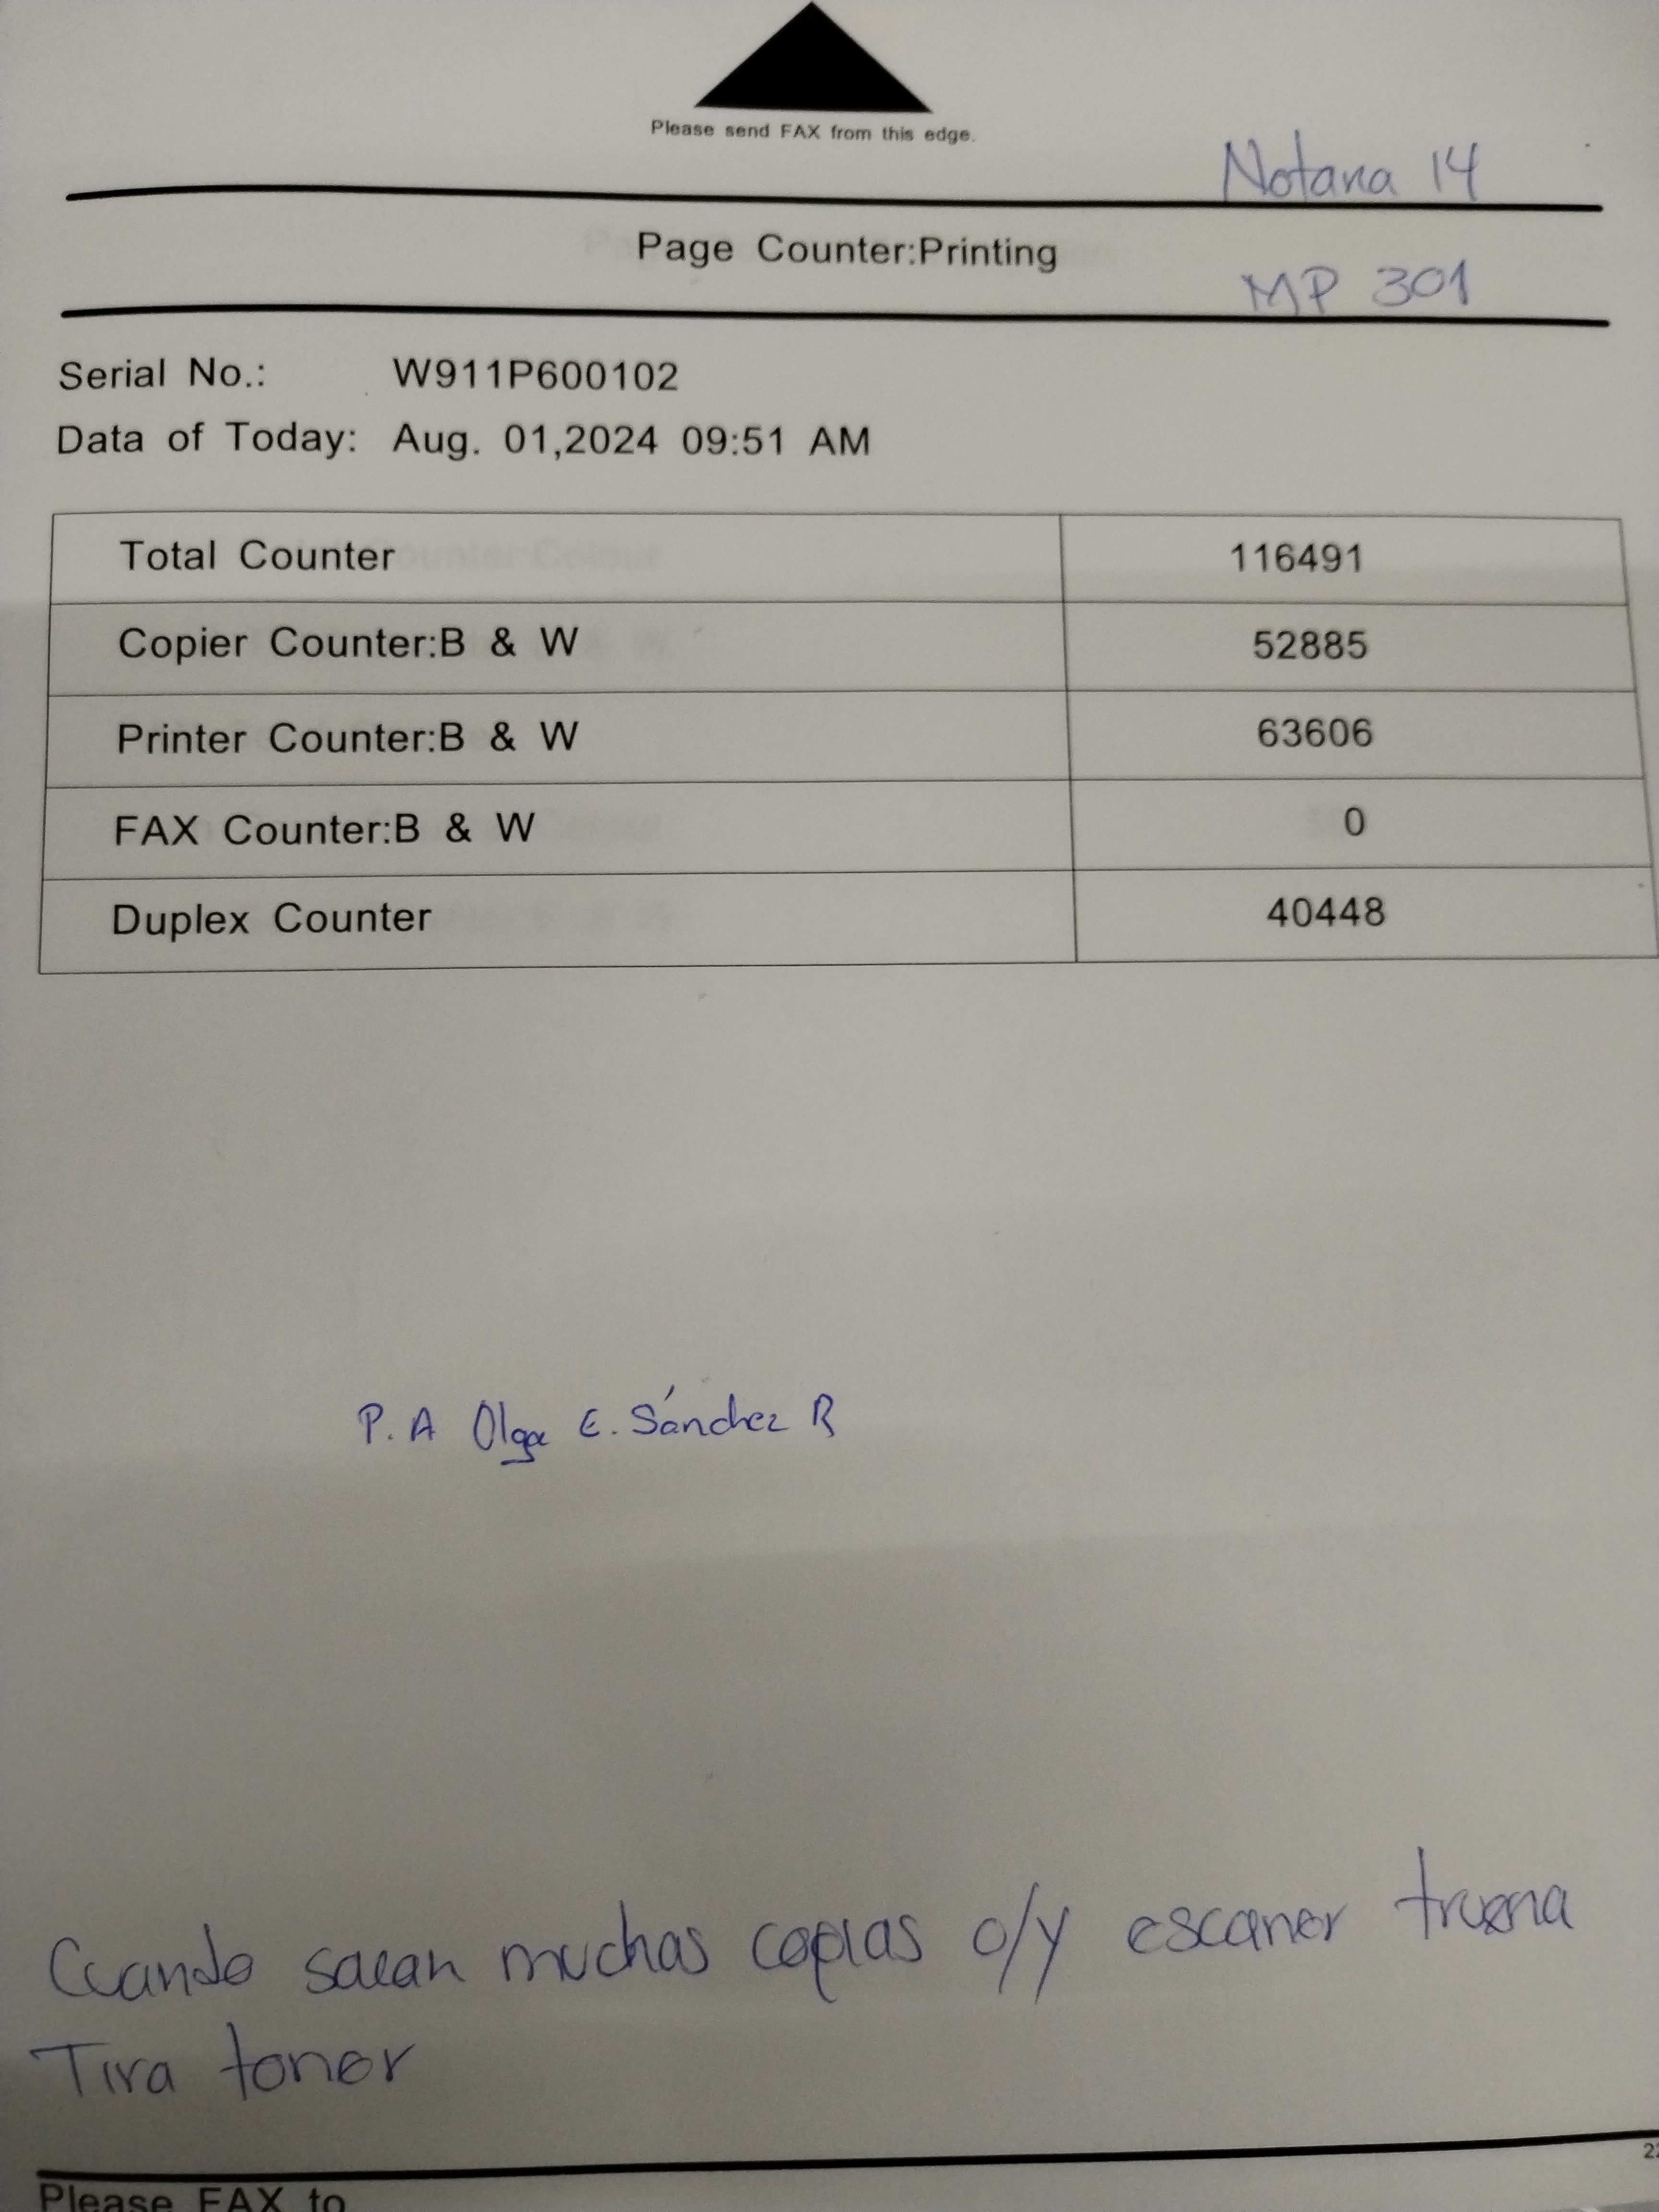 Please send FAX from this edge.
Notaria 14
Page Counter:Printing
MP 301
Serial No.: W911P600102
Data of Today: Aug. 01,2024 09:51 AM
Total Counter 116491
Copier Counter:B & W 52885
Printer Counter:B & W 63606
FAX Counter:B & W 0
Duplex Counter 40448
P. A Olga E. Sánchez R
Cuando sacan muchas copias o/y escaner truena
Tira toner
Please FAX to